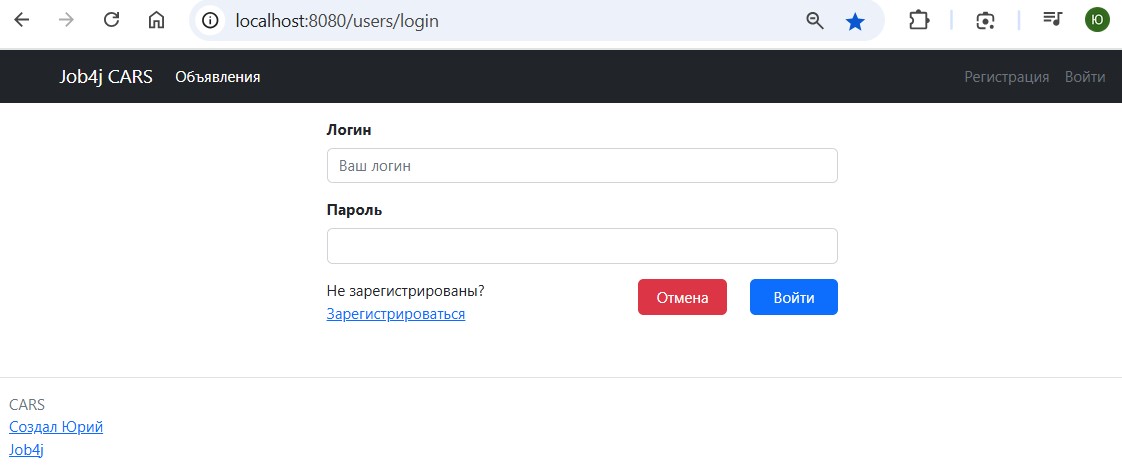 localhost:8080/users/login
Ю
Job4j CARS Объявления Регистрация Войти
Логин
Ваш логин
Пароль
Не зарегистрированы?
Зарегистрироваться
Отмена Войти
CARS
Создал Юрий
Job4j